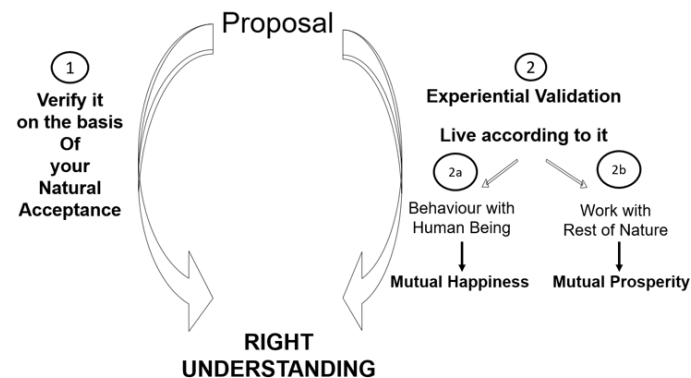 Proposal
1
Verify it
on the basis
Of
your
Natural
Acceptance
2
Experiential Validation
Live according to it
2a
Behaviour with
Human Being
Mutual Happiness
2b
Work with
Rest of Nature
Mutual Prosperity
RIGHT
UNDERSTANDING